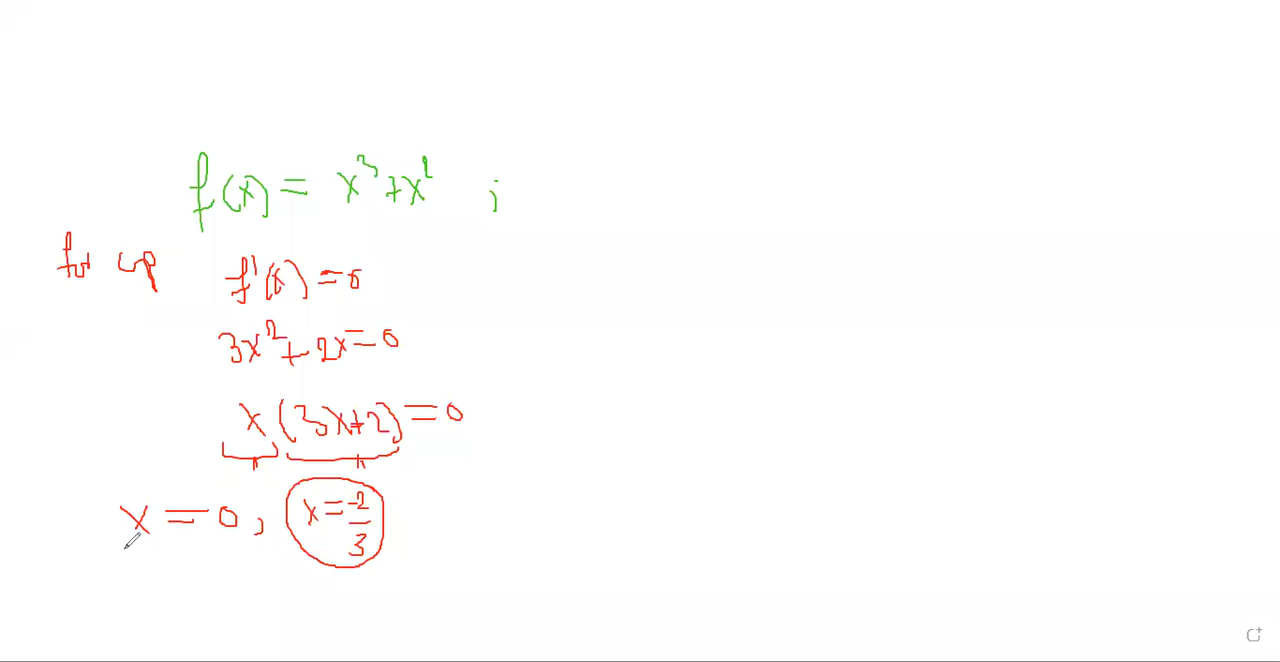 f(x) = x³+x² ;
for cp f'(x) = 0
3x²+2x=0
x(3x+2)=0
x=0, x=-2/3